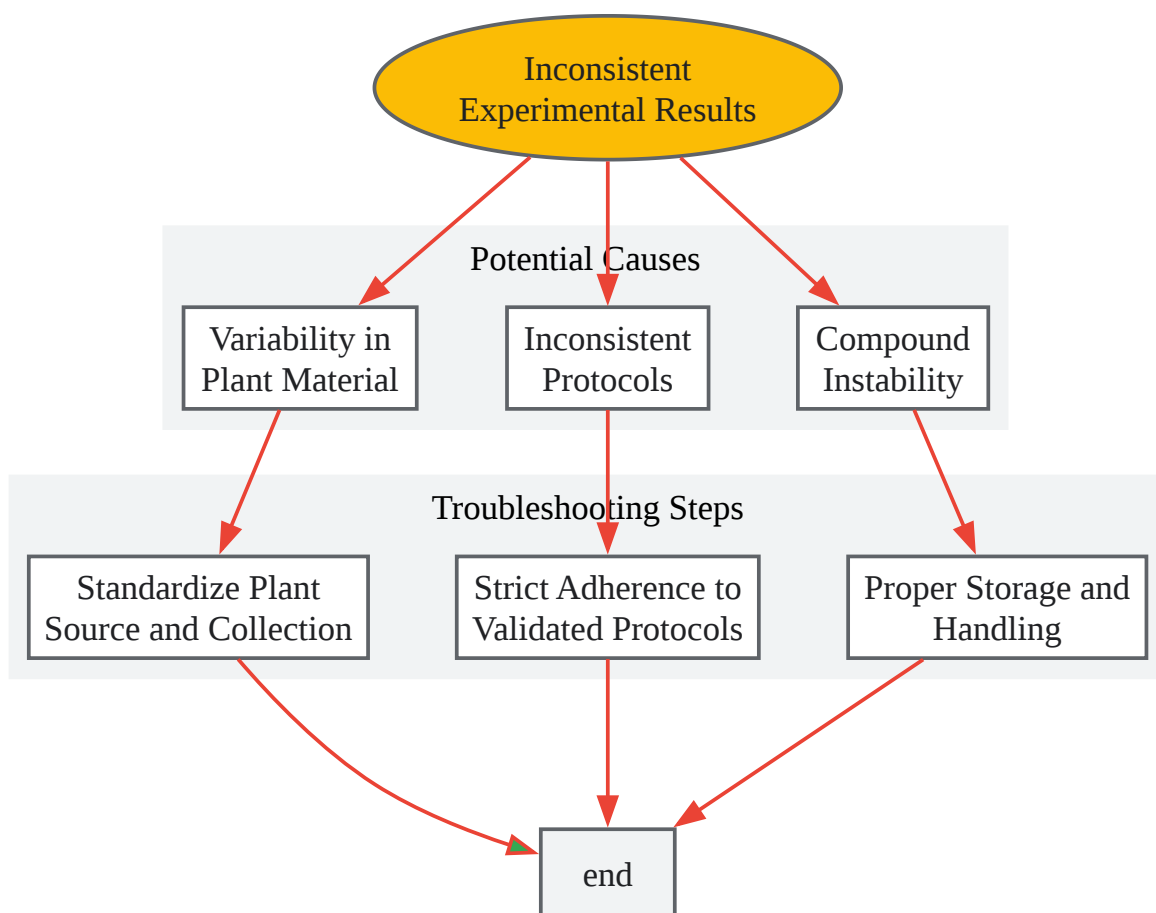 Inconsistent
Experimental Results
Potential Causes
Variability in
Plant Material
Inconsistent
Protocols
Compound
Instability
Troubleshooting Steps
Standardize Plant
Source and Collection
Strict Adherence to
Validated Protocols
Proper Storage and
Handling
end